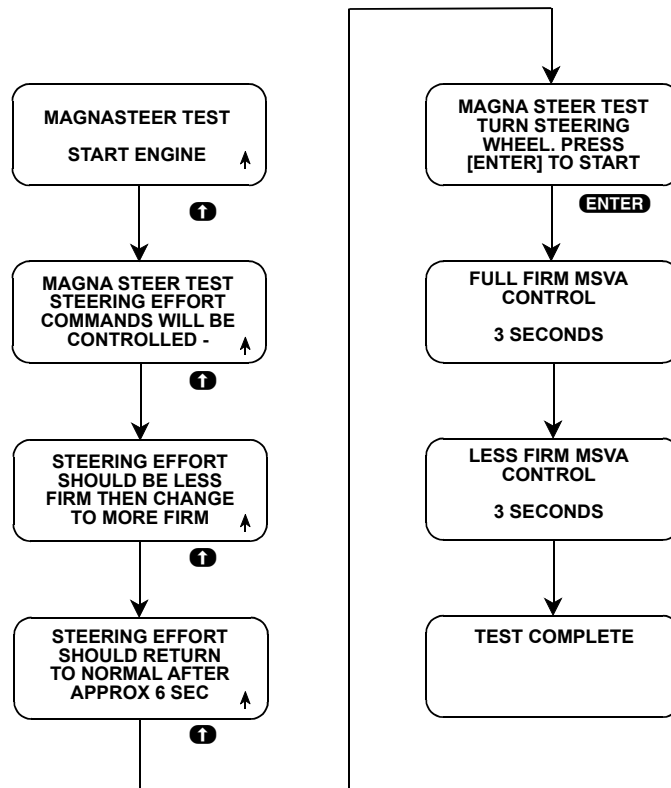 MAGNASTEER TEST
START ENGINE
MAGNA STEER TEST
STEERING EFFORT
COMMANDS WILL BE
CONTROLLED -
STEERING EFFORT
SHOULD BE LESS
FIRM THEN CHANGE
TO MORE FIRM
STEERING EFFORT
SHOULD RETURN
TO NORMAL AFTER
APPROX 6 SEC
MAGNA STEER TEST
TURN STEERING
WHEEL. PRESS
[ENTER] TO START
ENTER
FULL FIRM MSVA
CONTROL
3 SECONDS
LESS FIRM MSVA
CONTROL
3 SECONDS
TEST COMPLETE